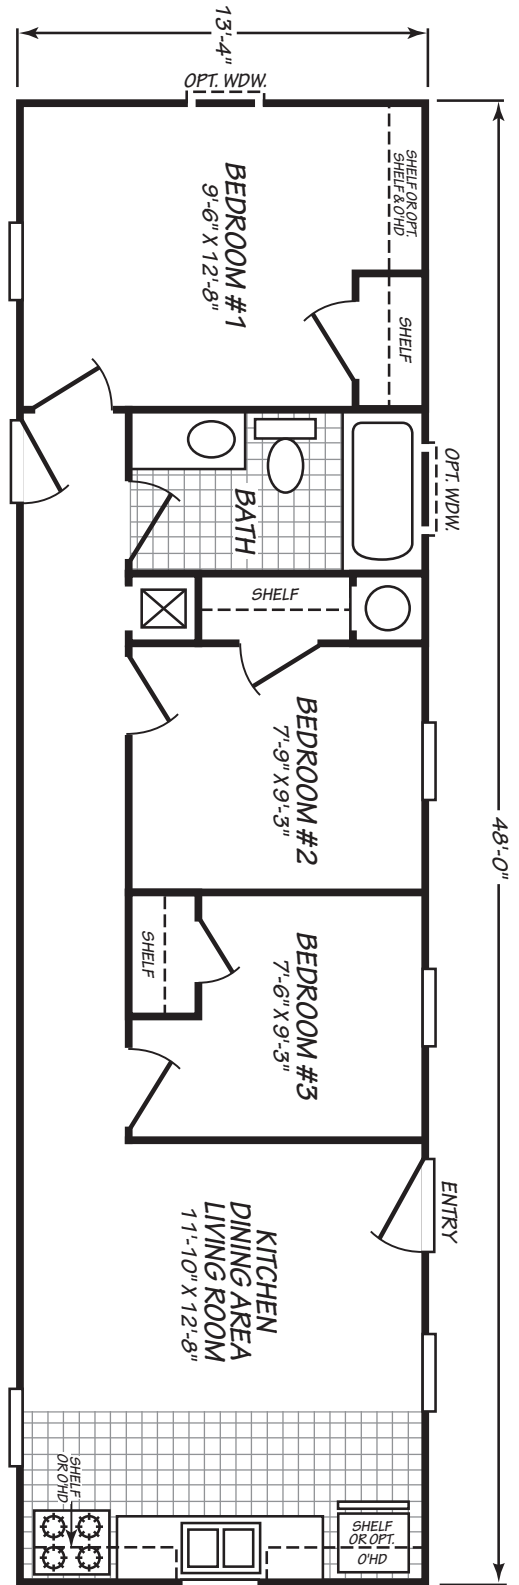 13'-4"
OPT. WDW.
SHELF OR OPT.
SHELF & O'HD
BEDROOM #1
9'-6" X 12'-8"
SHELF
OPT. WDW.
BATH
SHELF
BEDROOM #2
7'-9" X 9'-3"
48'-0"
BEDROOM #3
7'-6" X 9'-3"
SHELF
ENTRY
KITCHEN
DINING AREA
LIVING ROOM
11'-10" X 12'-8"
SHELF
OR O'HD
SHELF
OR OPT.
O'HD